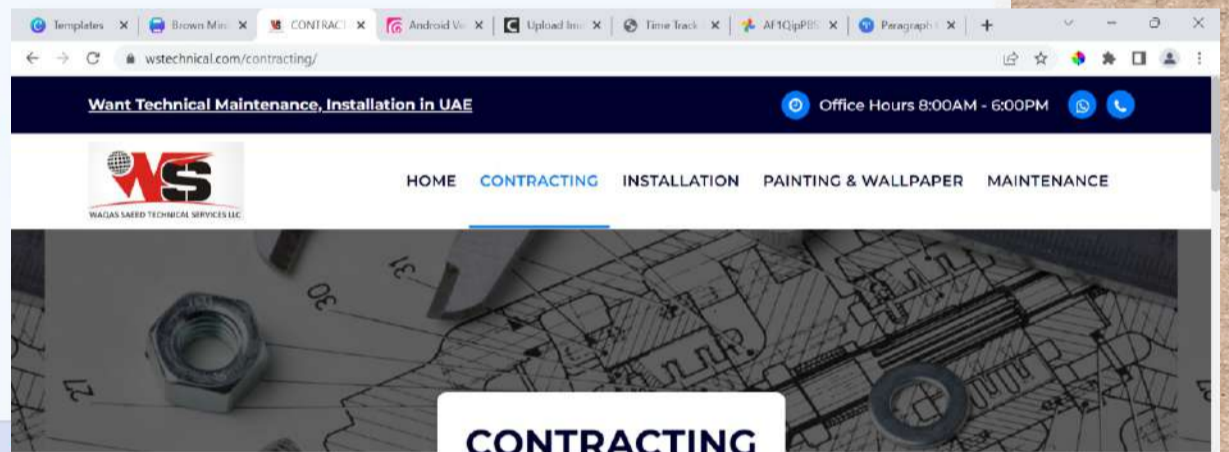 Templates
Brown Mini
CONTRACT
Android Vi
Upload Im
Time Track
AF1QipPBS
Paragraph
wstechnical.com/contracting/
Want Technical Maintenance, Installation in UAE
Office Hours 8:00AM - 6:00PM
WS
WAQAS SAEED TECHNICAL SERVICES LLC
HOME CONTRACTING INSTALLATION PAINTING & WALLPAPER MAINTENANCE
31
30
27
CONTRACTING